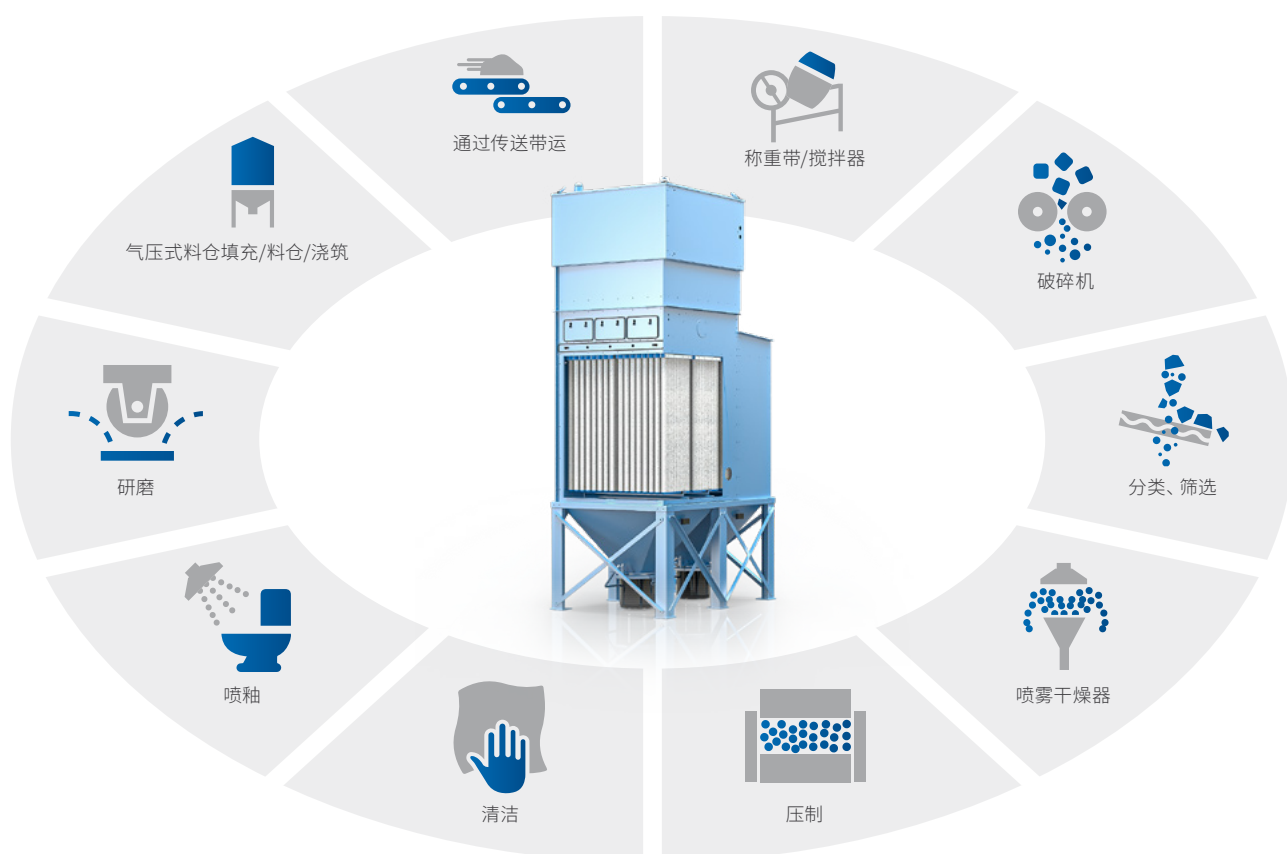 通过传送带运
称重带/搅拌器
气压式料仓填充/料仓/浇筑
破碎机
研磨
分类、筛选
喷釉
喷雾干燥器
清洁
压制